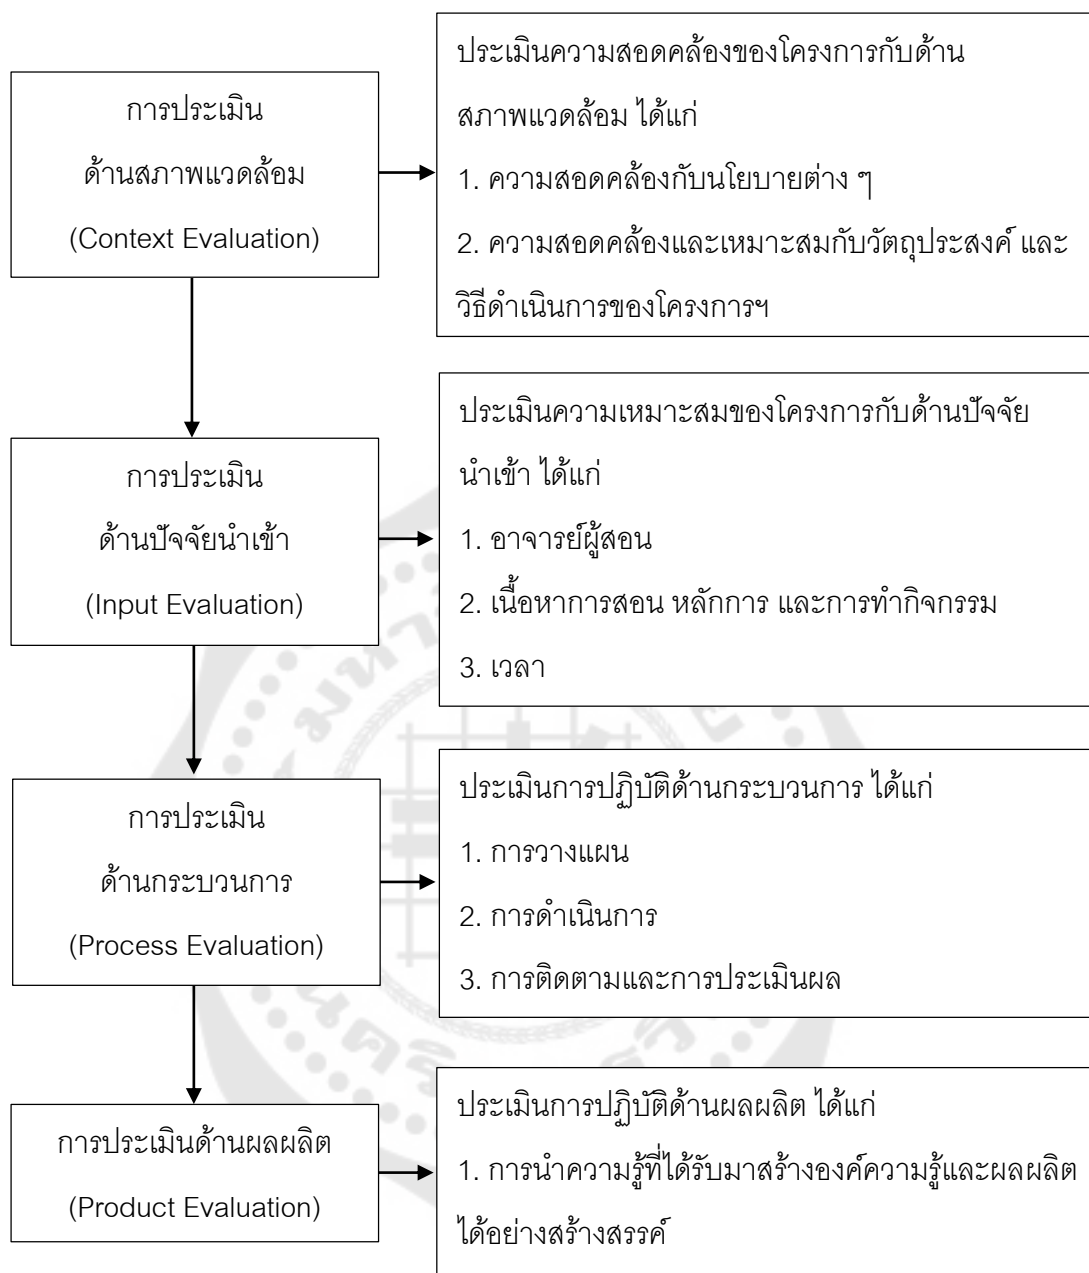 การประเมิน
ด้านสภาพแวดล้อม
(Context Evaluation)
ประเมินความสอดคล้องของโครงการกับด้าน
สภาพแวดล้อม ได้แก่
1. ความสอดคล้องกับนโยบายต่าง ๆ
2. ความสอดคล้องและเหมาะสมกับวัตถุประสงค์ และ
วิธีดำเนินการของโครงการฯ
การประเมิน
ด้านปัจจัยนำเข้า
(Input Evaluation)
ประเมินความเหมาะสมของโครงการกับด้านปัจจัย
นำเข้า ได้แก่
1. อาจารย์ผู้สอน
2. เนื้อหาการสอน หลักการ และการทำกิจกรรม
3. เวลา
การประเมิน
ด้านกระบวนการ
(Process Evaluation)
ประเมินการปฏิบัติด้านกระบวนการ ได้แก่
1. การวางแผน
2. การดำเนินการ
3. การติดตามและการประเมินผล
การประเมินด้านผลผลิต
(Product Evaluation)
ประเมินการปฏิบัติด้านผลผลิต ได้แก่
1. การนำความรู้ที่ได้รับมาสร้างองค์ความรู้และผลผลิต
ได้อย่างสร้างสรรค์